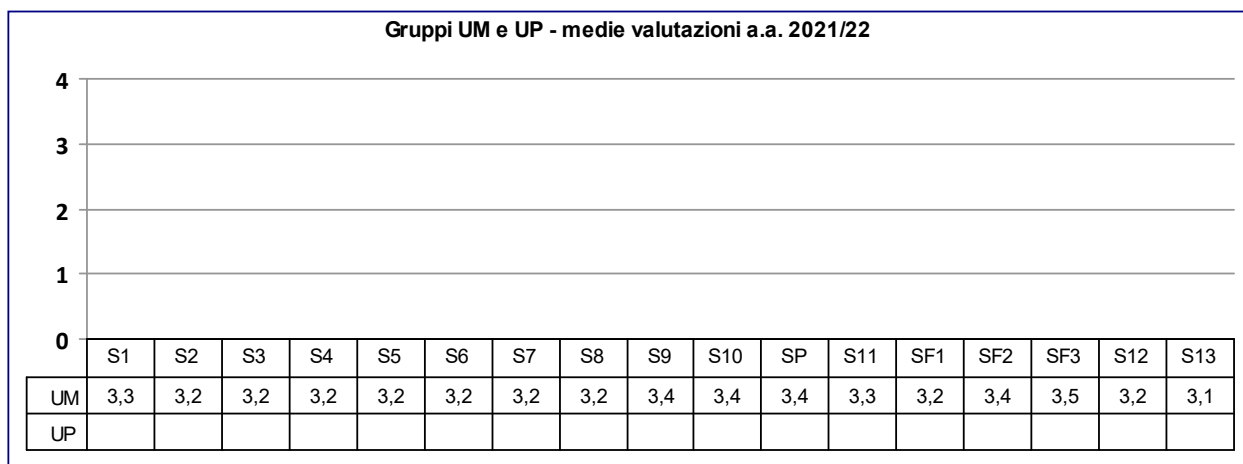 Gruppi UM e UP - medie valutazioni a.a. 2021/22
4
3
2
1
0
S1 S2 S3 S4 S5 S6 S7 S8 S9 S10 SP S11 SF1 SF2 SF3 S12 S13
UM 3,3 3,2 3,2 3,2 3,2 3,2 3,2 3,2 3,4 3,4 3,4 3,3 3,2 3,4 3,5 3,2 3,1
UP